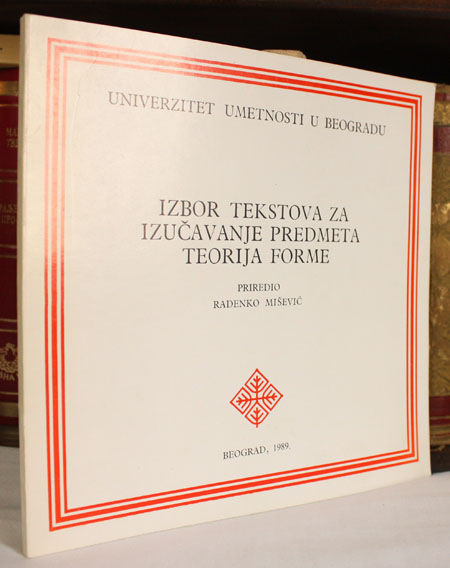 UNIVERZITET UMETNOSTI U BEOGRADU
IZBOR TEKSTOVA ZA
IZUČAVANJE PREDMETA
TEORIJA FORME
PRIREDIO
RADENKO MIŠEVIĆ
BEOGRAD, 1989.